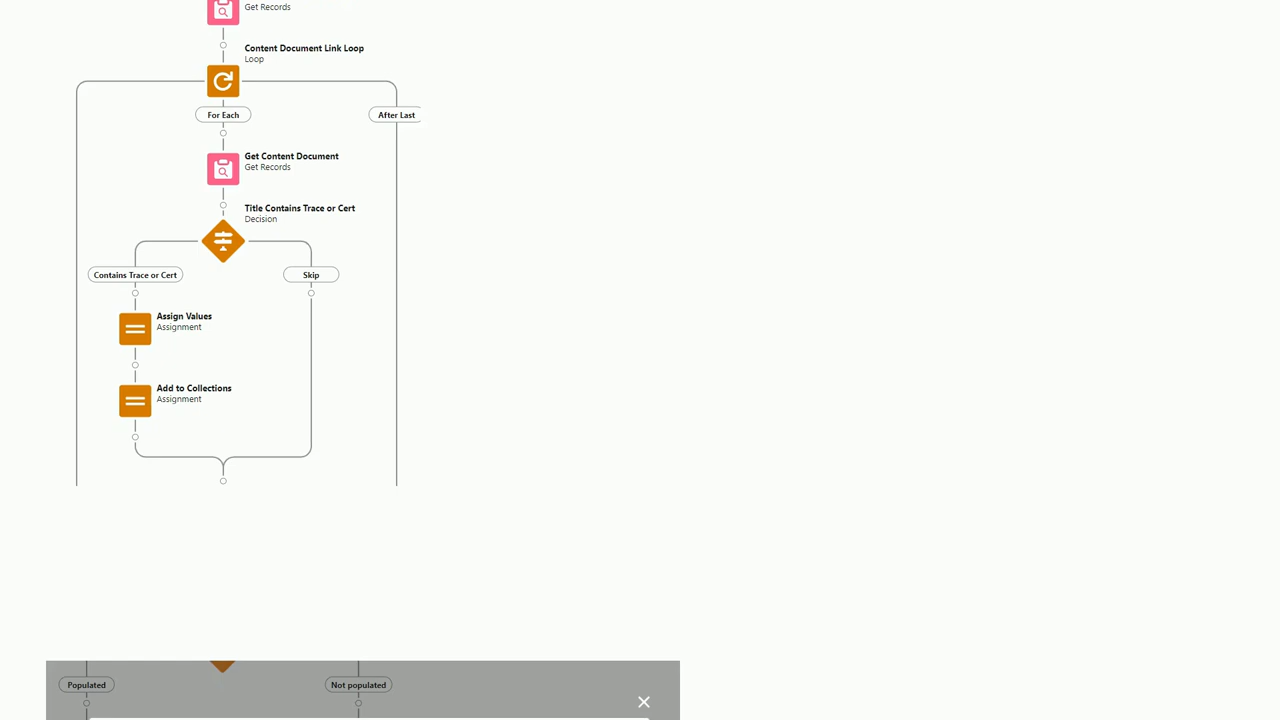 Get Records
Content Document Link Loop
Loop
For Each
After Last
Get Content Document
Get Records
Title Contains Trace or Cert
Decision
Contains Trace or Cert
Skip
Assign Values
Assignment
Add to Collections
Assignment
Populated
Not populated